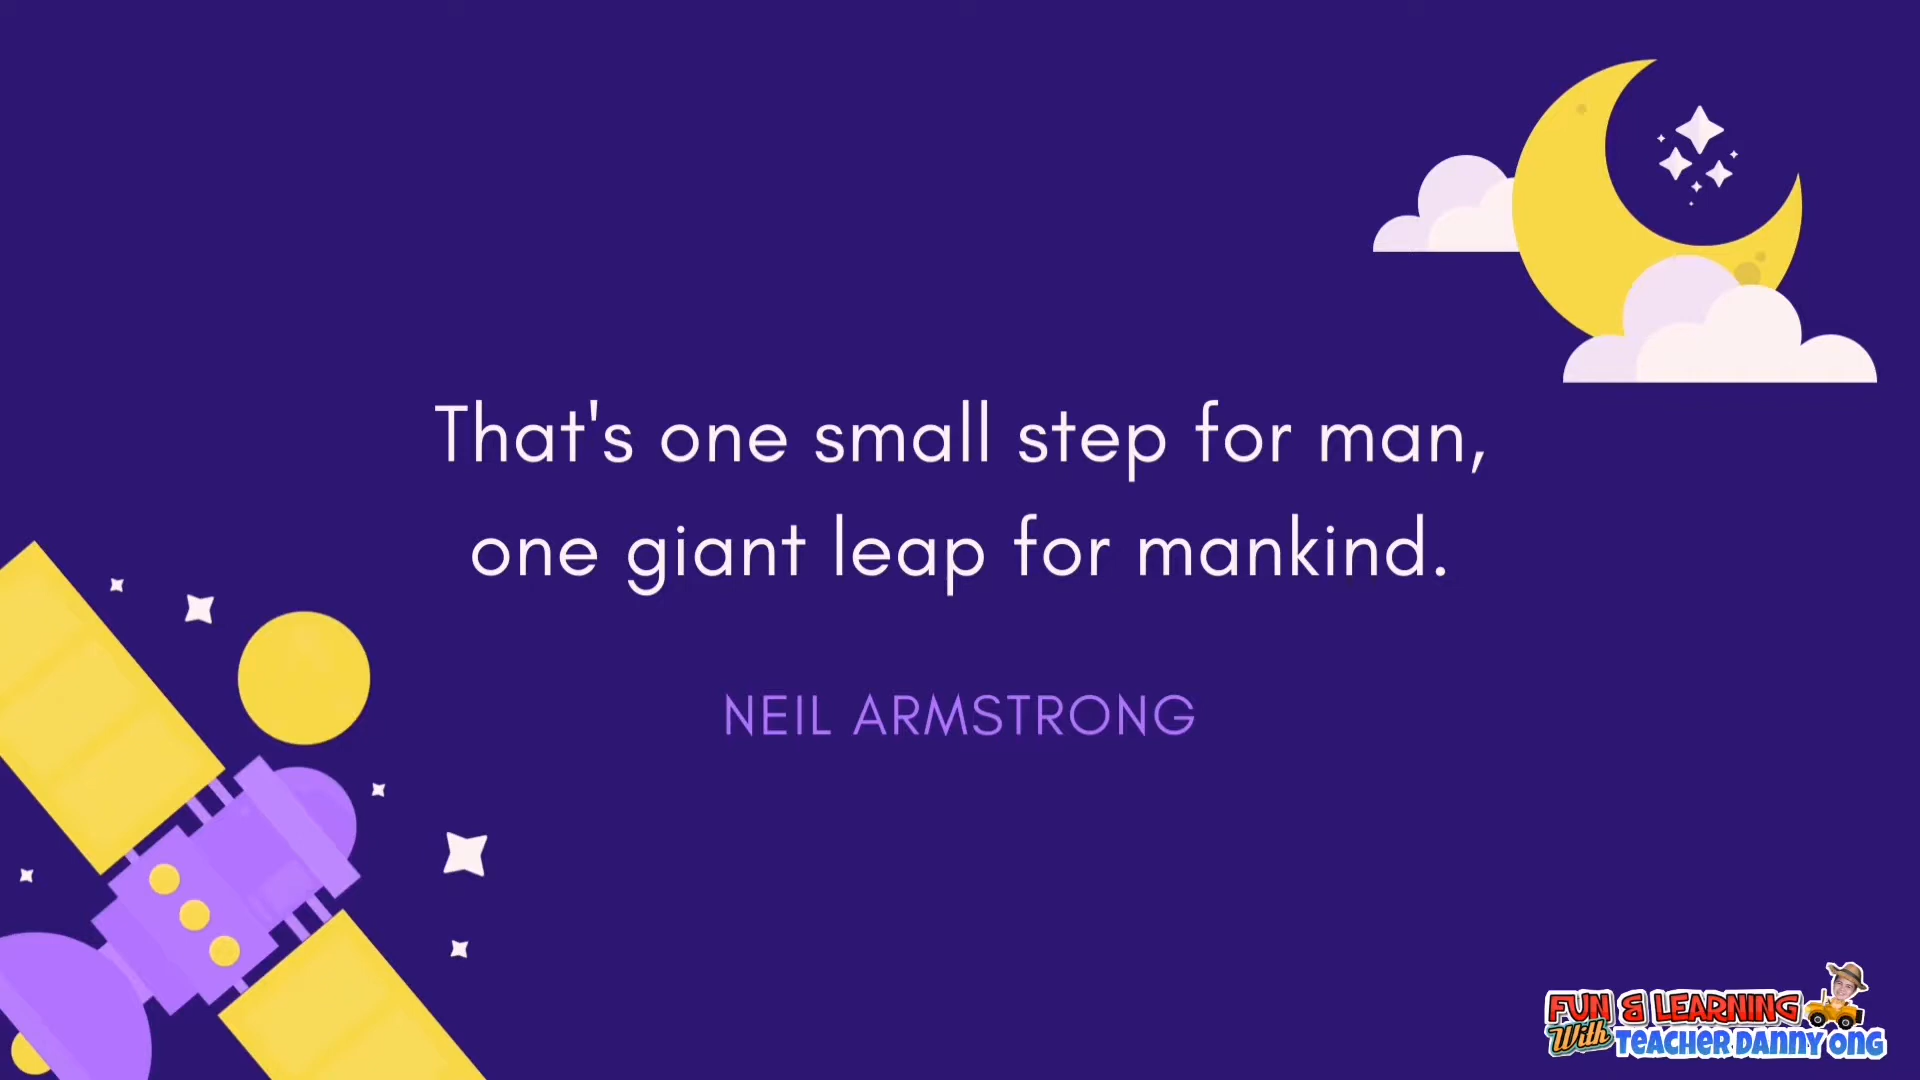 That's one small step for man,
one giant leap for mankind.
NEIL ARMSTRONG
FUN & LEARNING
With TEACHER DANNY ONG